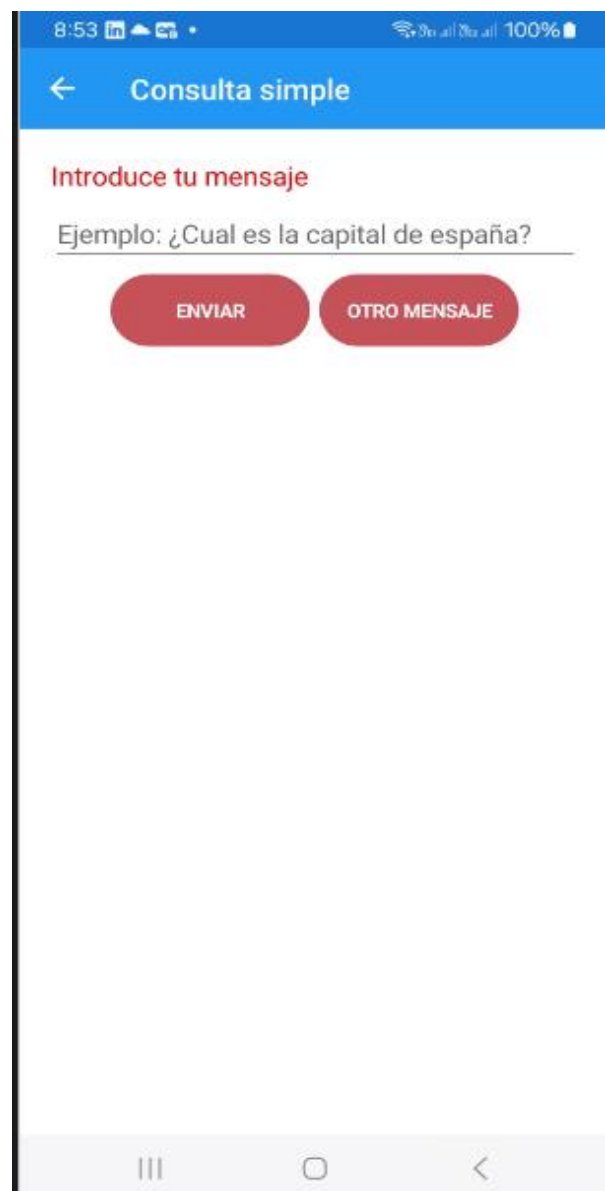 8:53
100%
Consulta simple
Introduce tu mensaje
Ejemplo: ¿Cual es la capital de españa?
ENVIAR
OTRO MENSAJE